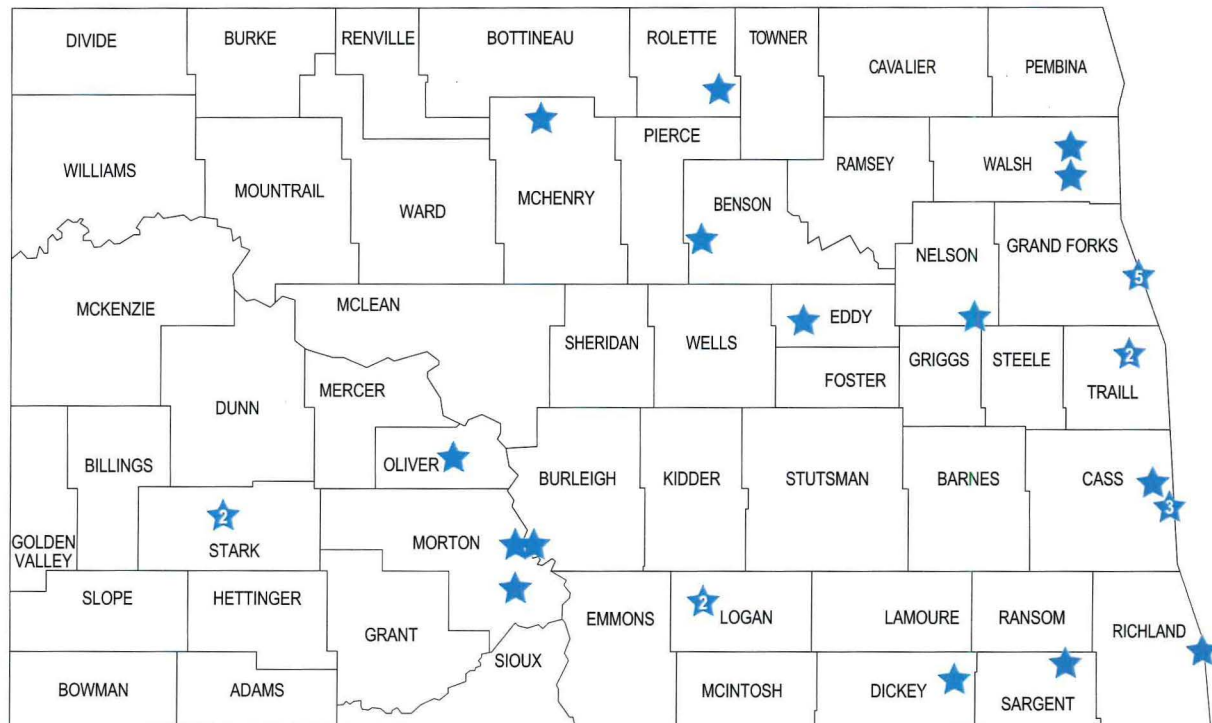 DIVIDE
BURKE
RENVILLE
BOTTINEAU
ROLETTE
TOWNER
CAVALIER
PEMBINA
WILLIAMS
MOUNTRAIL
WARD
MCHENRY
PIERCE
BENSON
RAMSEY
WALSH
NELSON
GRAND FORKS
5
MCKENZIE
MCLEAN
SHERIDAN
WELLS
EDDY
FOSTER
GRIGGS
STEELE
2
TRAILL
DUNN
MERCER
OLIVER
BILLINGS
GOLDEN
VALLEY
2
STARK
MORTON
BURLEIGH
KIDDER
STUTSMAN
BARNES
CASS
3
SLOPE
HETTINGER
GRANT
SIOUX
EMMONS
2
LOGAN
LAMOURE
RANSOM
RICHLAND
BOWMAN
ADAMS
MCINTOSH
DICKEY
SARGENT